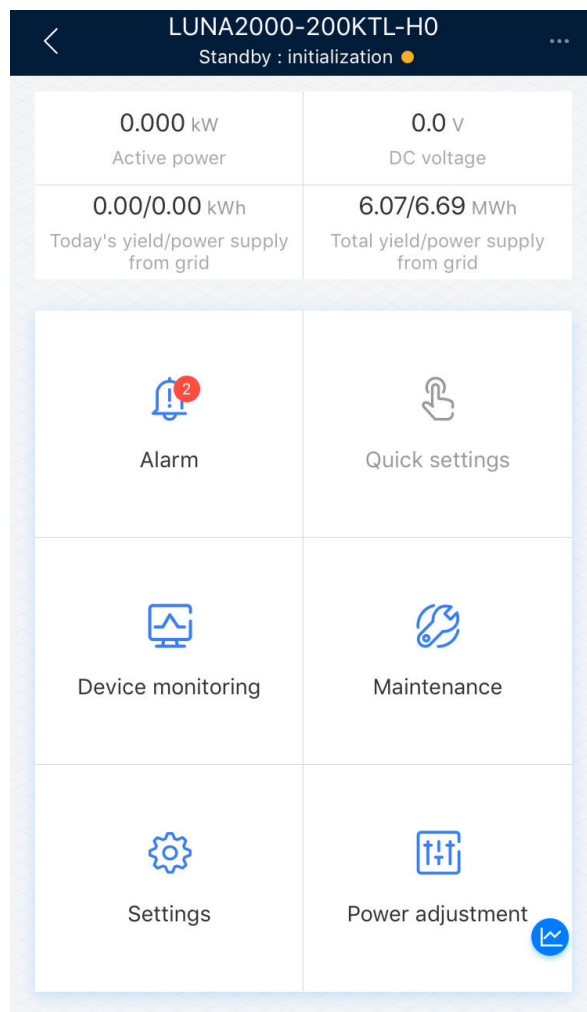 LUNA2000-200KTL-H0
Standby : initialization
0.000 kW
Active power
0.0 V
DC voltage
0.00/0.00 kWh
Today's yield/power supply
from grid
6.07/6.69 MWh
Total yield/power supply
from grid
2
Alarm
Quick settings
Device monitoring
Maintenance
Settings
Power adjustment